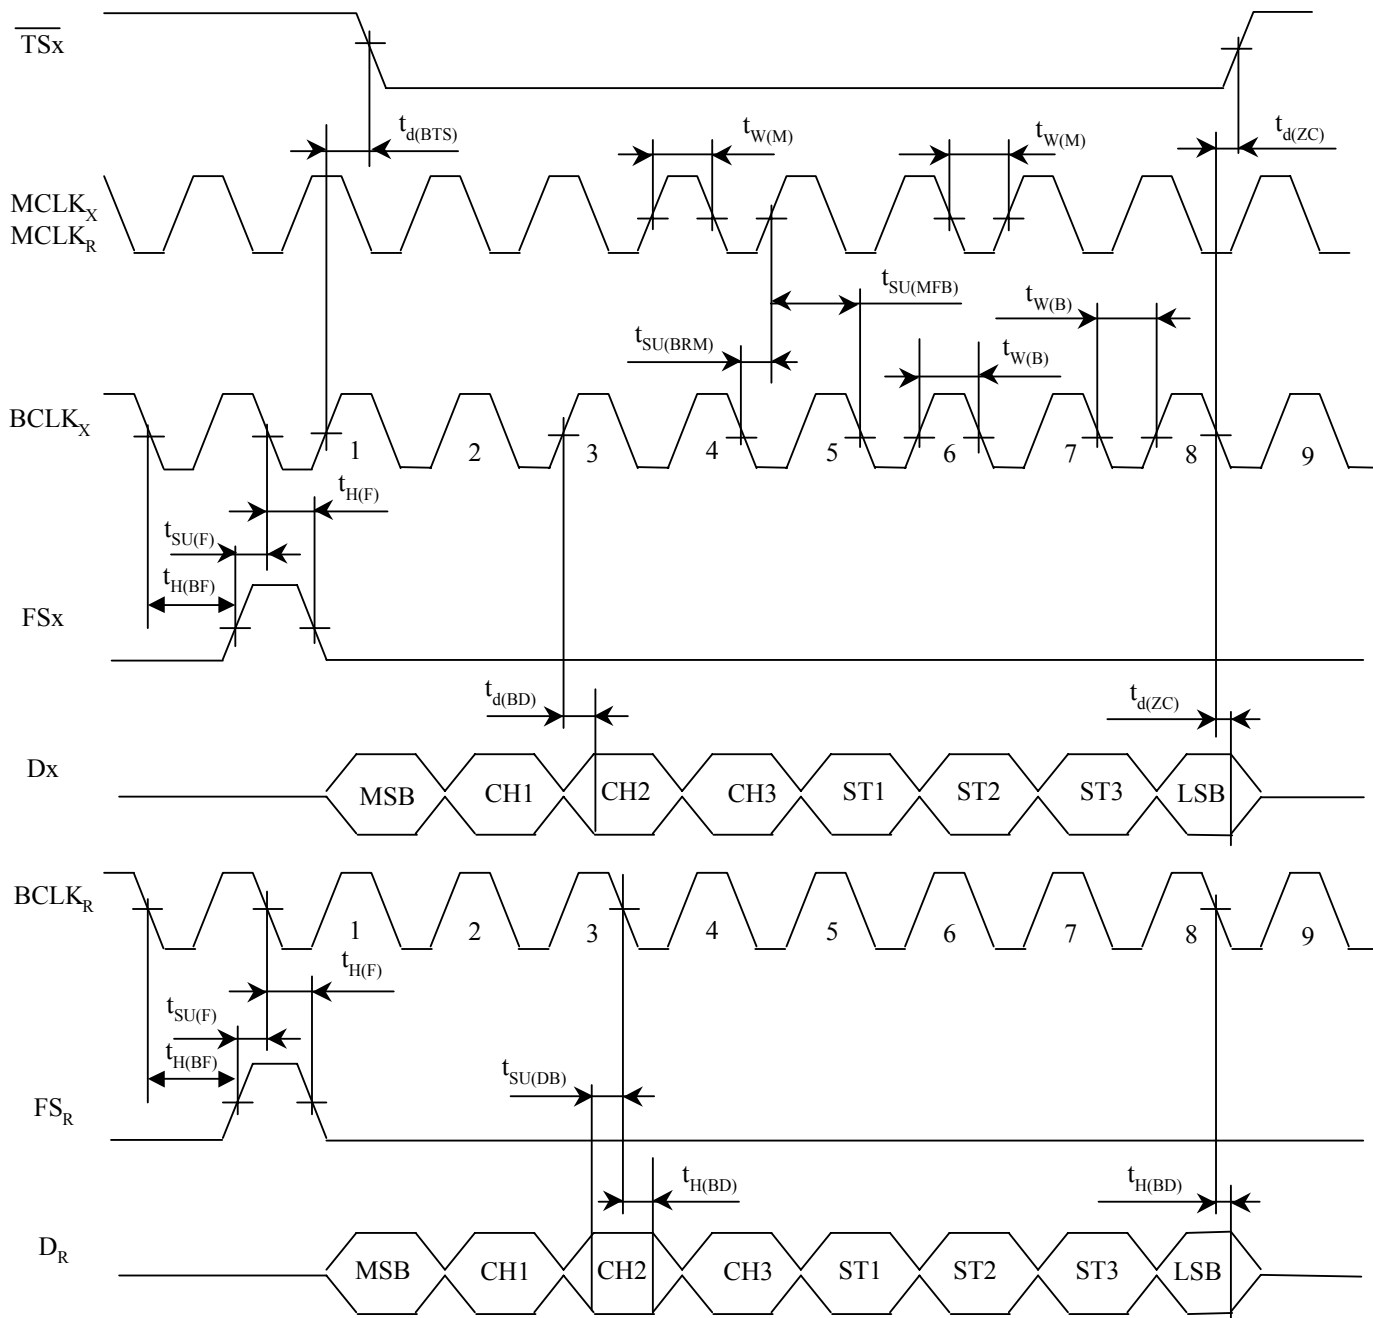 TSx
td(BTS)
tW(M)
tW(M)
td(ZC)
MCLKX
MCLKR
tSU(MFB)
tW(B)
tSU(BRM)
tW(B)
BCLKX
1 2 3 4 5 6 7 8 9
tH(F)
tSU(F)
tH(BF)
FSx
td(BD)
td(ZC)
Dx
MSB CH1 CH2 CH3 ST1 ST2 ST3 LSB
BCLKR
1 2 3 4 5 6 7 8 9
tH(F)
tSU(F)
tH(BF)
tSU(DB)
FSR
tH(BD)
tH(BD)
DR
MSB CH1 CH2 CH3 ST1 ST2 ST3 LSB